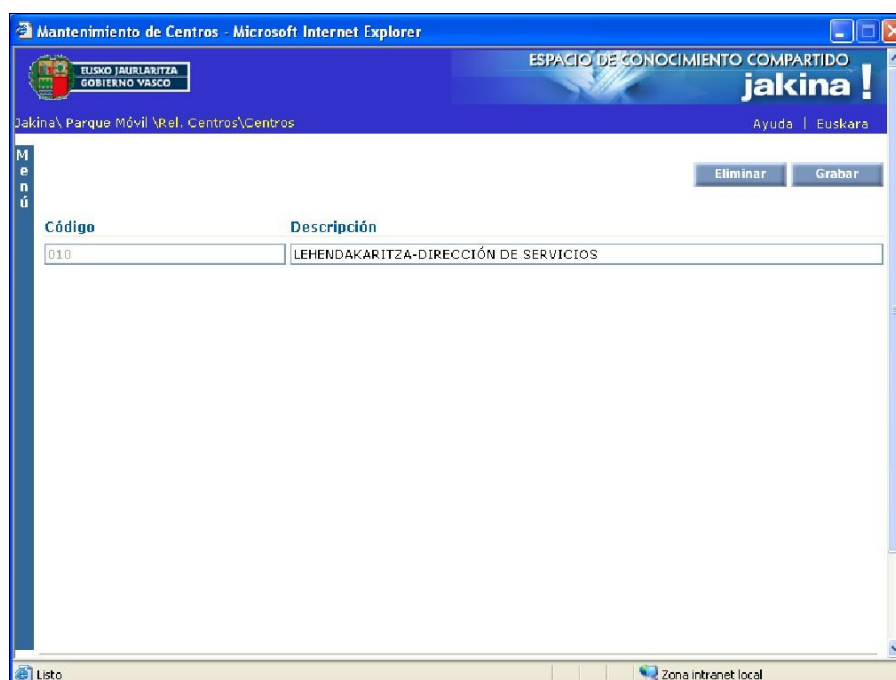 Mantenimiento de Centros - Microsoft Internet Explorer
EUSKO JAURLARITZA
GOBIERNO VASCO
ESPACIO DE CONOCIMIENTO COMPARTIDO
jakina!
Jakina\ Parque Móvil \Rel. Centros\Centros
Ayuda | Euskara
Menú
Eliminar Grabar
Código Descripción
010 LEHENDAKARITZA-DIRECCIÓN DE SERVICIOS
Listo Zona intranet local